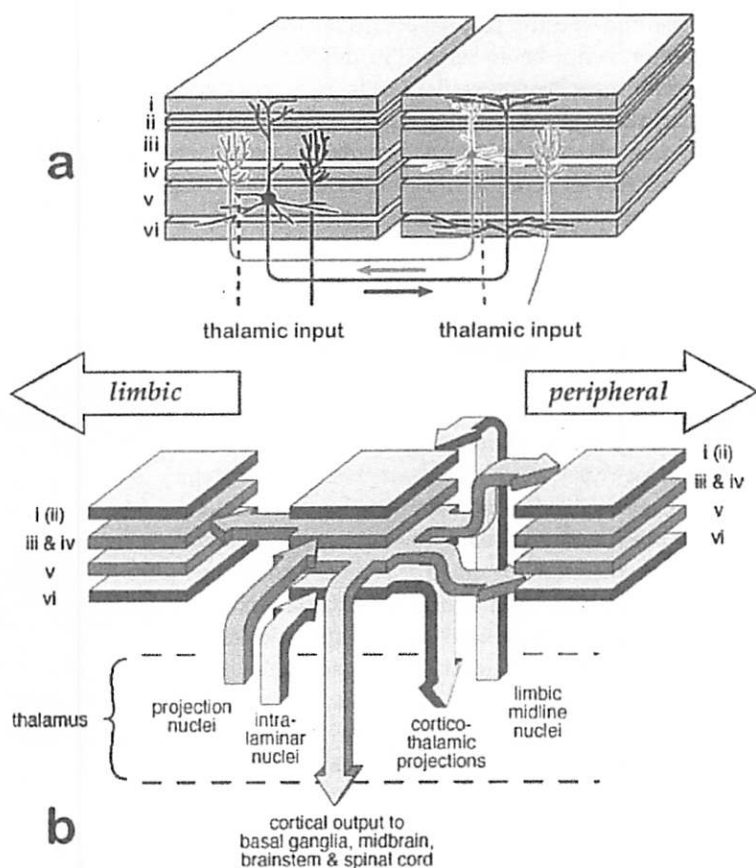 a
i
ii
iii
iv
v
vi
thalamic input
thalamic input
limbic
peripheral
i (ii)
iii & iv
v
vi
i (ii)
iii & iv
v
vi
thalamus
projection
nuclei
intra-
laminar
nuclei
cortico-
thalamic
projections
limbic
midline
nuclei
b
cortical output to
basal ganglia, midbrain,
brainstem & spinal cord